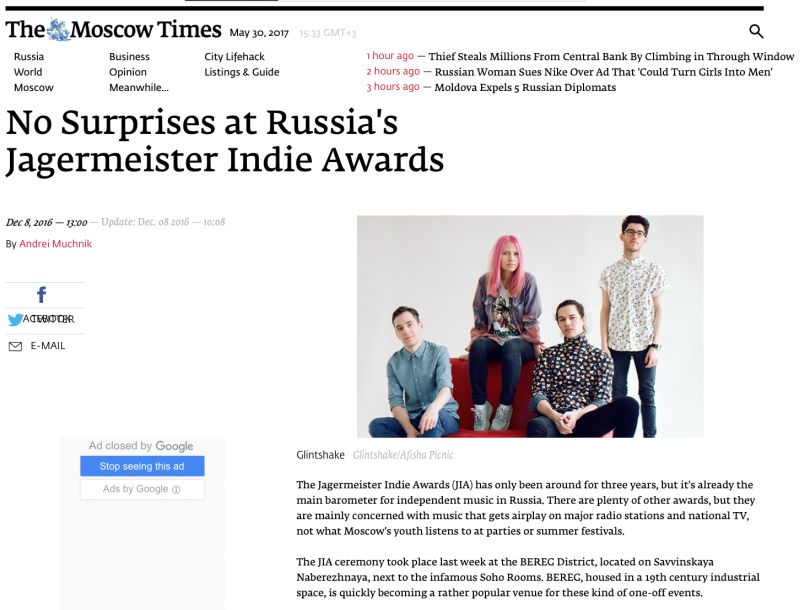 The Moscow Times May 30, 2017 15:33 GMT+3
Russia Business City Lifehack
World Opinion Listings & Guide
Moscow Meanwhile...
1 hour ago — Thief Steals Millions From Central Bank By Climbing in Through Window
2 hours ago — Russian Woman Sues Nike Over Ad That 'Could Turn Girls Into Men'
3 hours ago — Moldova Expels 5 Russian Diplomats
No Surprises at Russia's
Jagermeister Indie Awards
Dec 8, 2016 — 13:00 — Update: Dec. 08 2016 — 10:08
By Andrei Muchnik
FACEBOOK
TWITTER
E-MAIL
Ad closed by Google
Stop seeing this ad
Ads by Google
Glintshake Glintshake/Afisha Picnic
The Jagermeister Indie Awards (JIA) has only been around for three years, but it's already the
main barometer for independent music in Russia. There are plenty of other awards, but they
are mainly concerned with music that gets airplay on major radio stations and national TV,
not what Moscow's youth listens to at parties or summer festivals.
The JIA ceremony took place last week at the BEREG District, located on Savvinskaya
Naberezhnaya, next to the infamous Soho Rooms. BEREG, housed in a 19th century industrial
space, is quickly becoming a rather popular venue for these kind of one-off events.